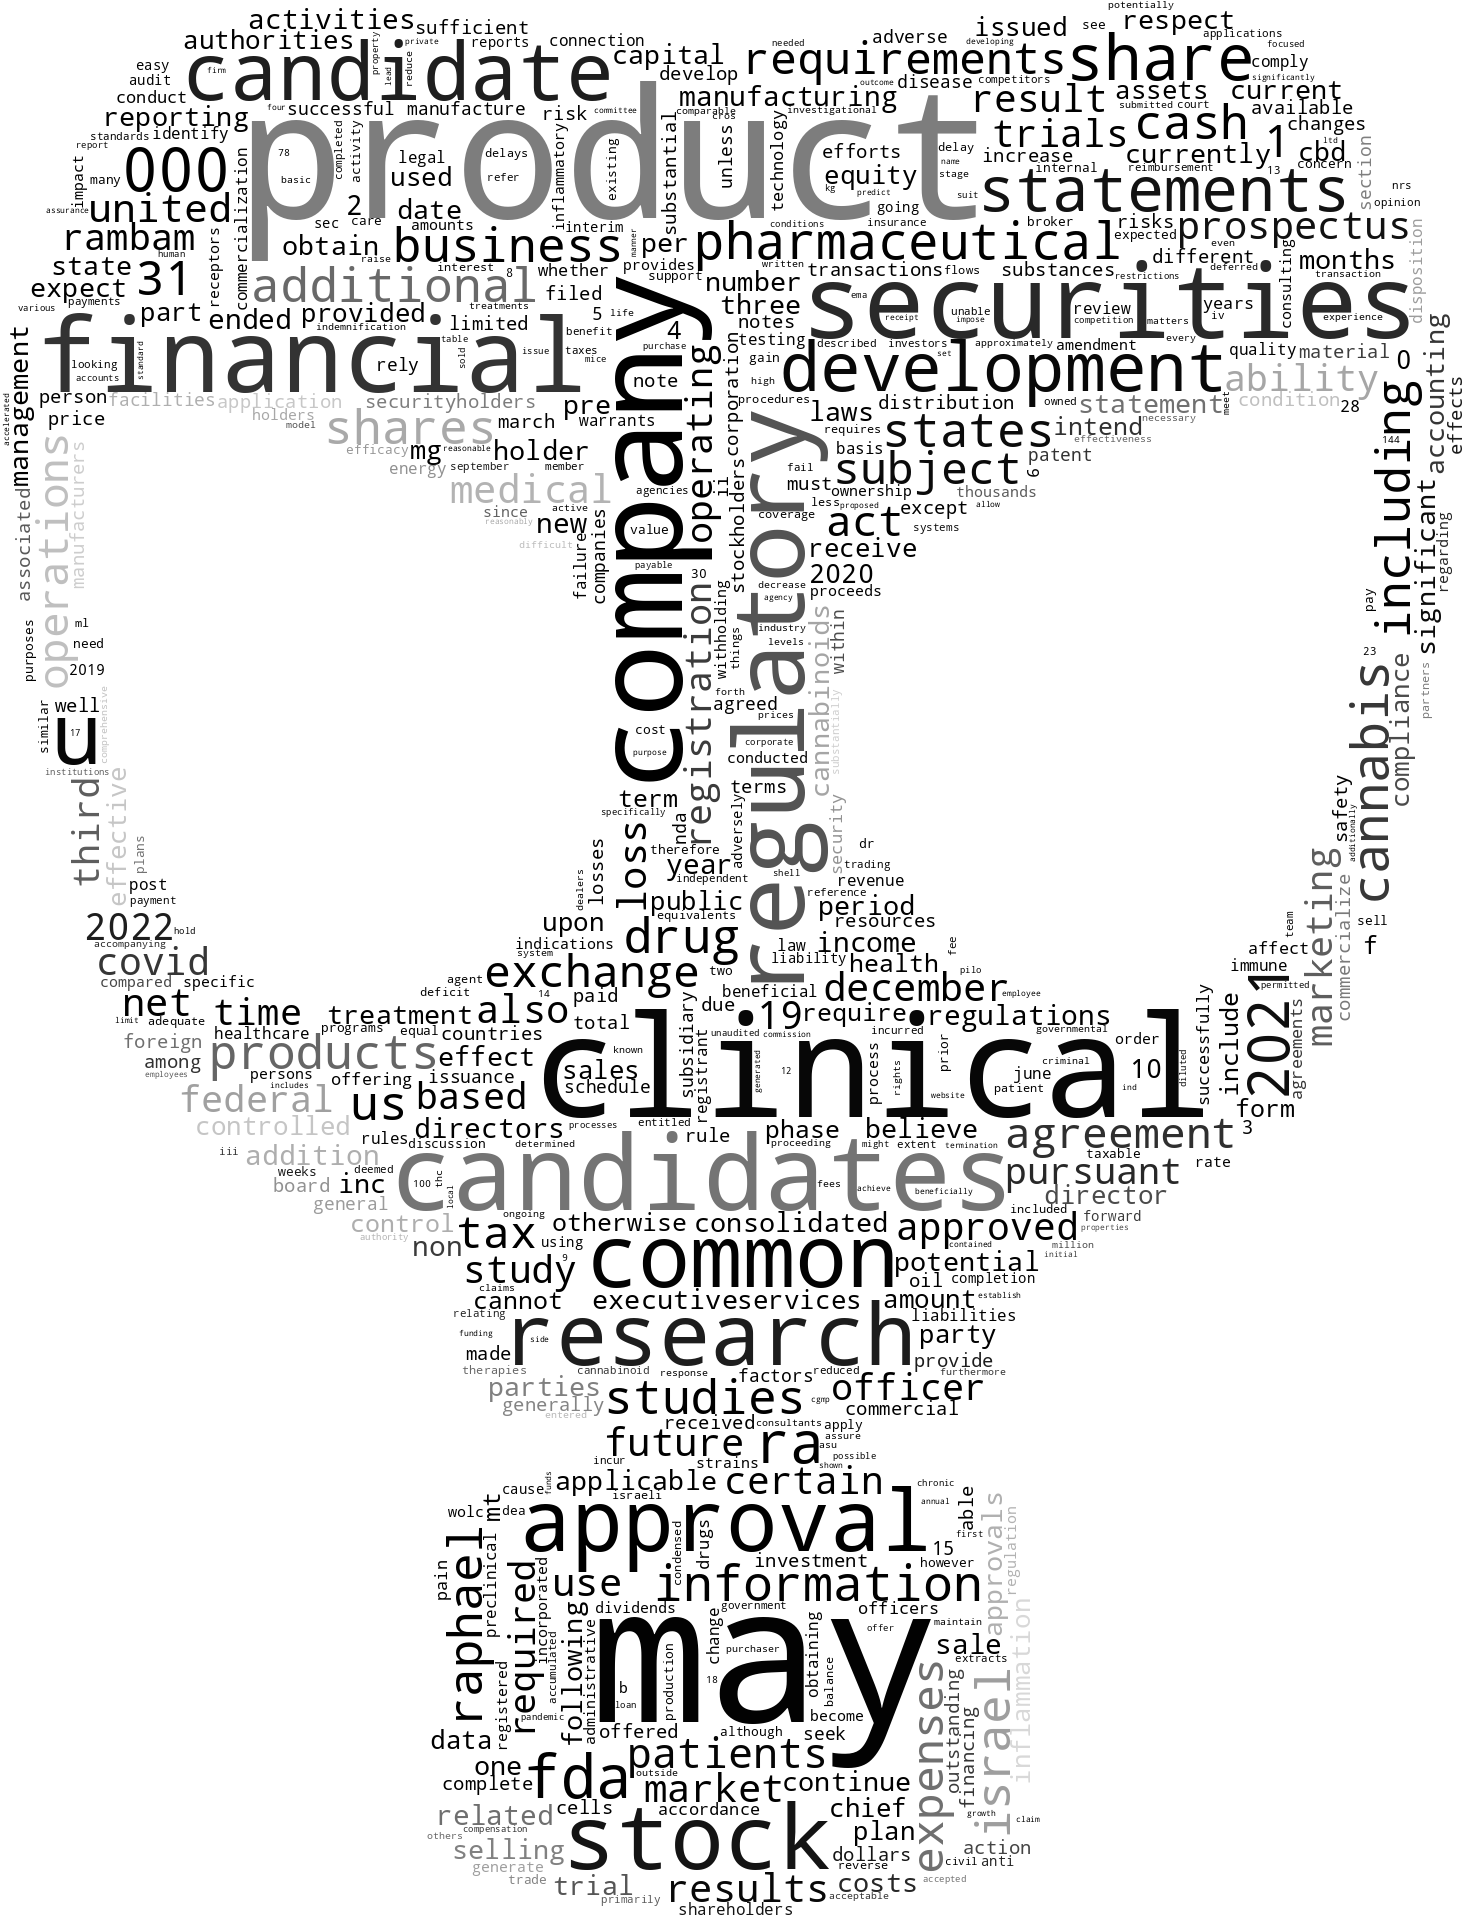 activities sufficient issued see potentially respect
authorities private reports connection capital adverse developing applications focused
candidate property lead reduce needed requirements share comply
easy firm develop outcome disease competitors significantly
audit conduct four successful manufacture risk committee manufacturing comparable investigational result assets submitted court current available
reporting product cros changes
standards identify activity completed substantial unless technology trials cash 1 ltd
report 78 legal delays inflammatory existing efforts delay increase currently cbd concern section
impact many 000 basic used refer equity name stage internal reimbursement 13 nrs
assurance united commercialization 2 date kg predict suit statements opinion
rambam sec care amounts interim going insurance broker risks prospectus
human receptors obtain business manner per conditions pharmaceutical expected even
state raise interest 8 whether provides written transactions flows substances different deferred consulting months disposition
expect 31 additional treatments filed support number ema restrictions transaction
various payments part ended provided limited 5 life three securities review years experience
financial indemnification table benefit 4 notes receipt unable impose competition iv matters
management looking standard sold issue taxes purchase testing described investors approximately amendment every quality material 0 accounting
accounts rely mice company note gain set development ability
accelerated person facilities application securityholders pre operating corporation high procedures owned statement meet condition 28 effects
price holders model shares march warrants laws distribution necessary
operations manufacturers efficacy mg reasonable holder requires basis states intend effectiveness 144 including
energy september member regulatory fail subject patent 6
associated medical agencies il must ownership thousands significant regarding
since active stockholders less proposed act except allow
reasonably new value coverage systems
difficult failure companies payable receive
30 decrease 2020
registration withholding agency proceeds pay
purposes ml industry cannabinoids within
need things levels 23
2019 forth compliance partners
similar well comprehensive agreed prices substantially cannabis
u 17 cost corporate
institutions purpose conducted
third effective term terms security safety additionally
plans specifically loss nda adversely dr
therefore year trading marketing
post losses independent shell revenue commercialize
payment dealers public reference period
2022 hold upon equivalents resources sell
accompanying indications drug law income fee team affect f
covid system exchange two liability health immune
compared specific agent pilo 2021 permitted
deficit 14 paid beneficial december employee
net time treatment also due 19 require regulations successfully include agreements
limit adequate programs equal total subsidiary unaudited commission incurred governmental
foreign healthcare countries clinical order
among products effect known registrant process prior criminal
employees persons offering issuance sales generated 12 rights june 10 diluted
includes schedule patient ind
federal us based website form
controlled directors processes entitled phase believe agreement 3
rules discussion determined rule proceeding might extent termination taxable
iii addition candidates rate
weeks deemed pursuant
board inc 100 thc local fees achieve beneficially director
general ongoing included forward
control tax otherwise consolidated approved properties
authority non using contained million
study 9 common potential initial
claims oil completion
cannot executive services amount establish
relating liabilities
funding side research party
made provide
therapies cannabinoid response factors reduced furthermore
parties studies cgmp officer
generally commercial
entered received consultants apply
future ra assure
asu
incur strains possible
shown
cause funds applicable certain chronic
israeli annual able approvals regulation
wolc mt dea approval first
raphael preclinical condensed drugs 15
pain incorporated investment however
required use information
dividends government officers inflammation
following change may offer maintain
purchaser sale
administrative production obtaining extracts
accumulated 18 balance expenses outstanding israel
registered b financing
pandemic loan become
data offered although seek
one patients
outside
complete fda market continue
related cells accordance chief growth claim
others compensation stock plan action
selling dollars
generate reverse civil anti
trade trial results costs accepted
primarily acceptable
shareholders